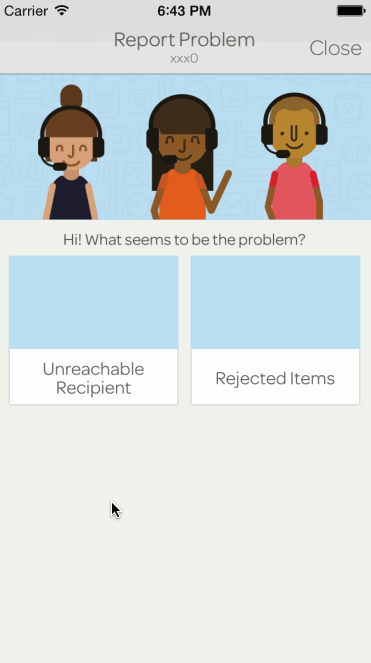 Carrier 6:43 PM
Report Problem
xxx0
Close
Hi! What seems to be the problem?
Unreachable
Recipient
Rejected Items